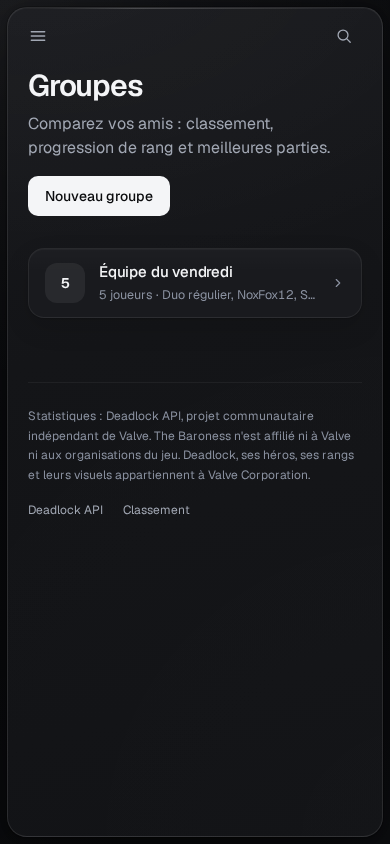 Groupes
Comparez vos amis : classement,
progression de rang et meilleures parties.
Nouveau groupe
5
Équipe du vendredi
5 joueurs · Duo régulier, NoxFox12, S...
Statistiques : Deadlock API, projet communautaire
indépendant de Valve. The Baroness n'est affilié ni à Valve
ni aux organisations du jeu. Deadlock, ses héros, ses rangs
et leurs visuels appartiennent à Valve Corporation.
Deadlock API
Classement